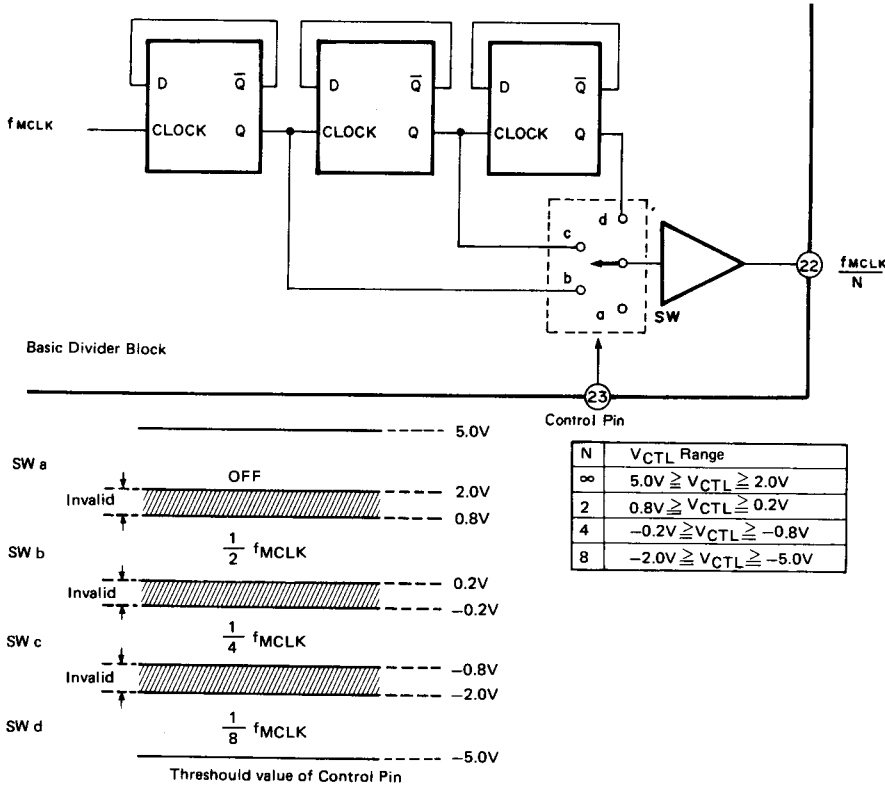 D Q̅ D Q̅ D Q̅
fMCLK CLOCK Q CLOCK Q CLOCK Q
d
c
b
a
SW
22
fMCLK
N
Basic Divider Block
23
Control Pin
5.0V
SW a
OFF
Invalid
2.0V
0.8V
SW b
1/2 fMCLK
Invalid
0.2V
−0.2V
SW c
1/4 fMCLK
Invalid
−0.8V
−2.0V
SW d
1/8 fMCLK
−5.0V
Threshould value of Control Pin
N VCTL Range
∞ 5.0V ≧ VCTL ≧ 2.0V
2 0.8V ≧ VCTL ≧ 0.2V
4 −0.2V ≧ VCTL ≧ −0.8V
8 −2.0V ≧ VCTL ≧ −5.0V